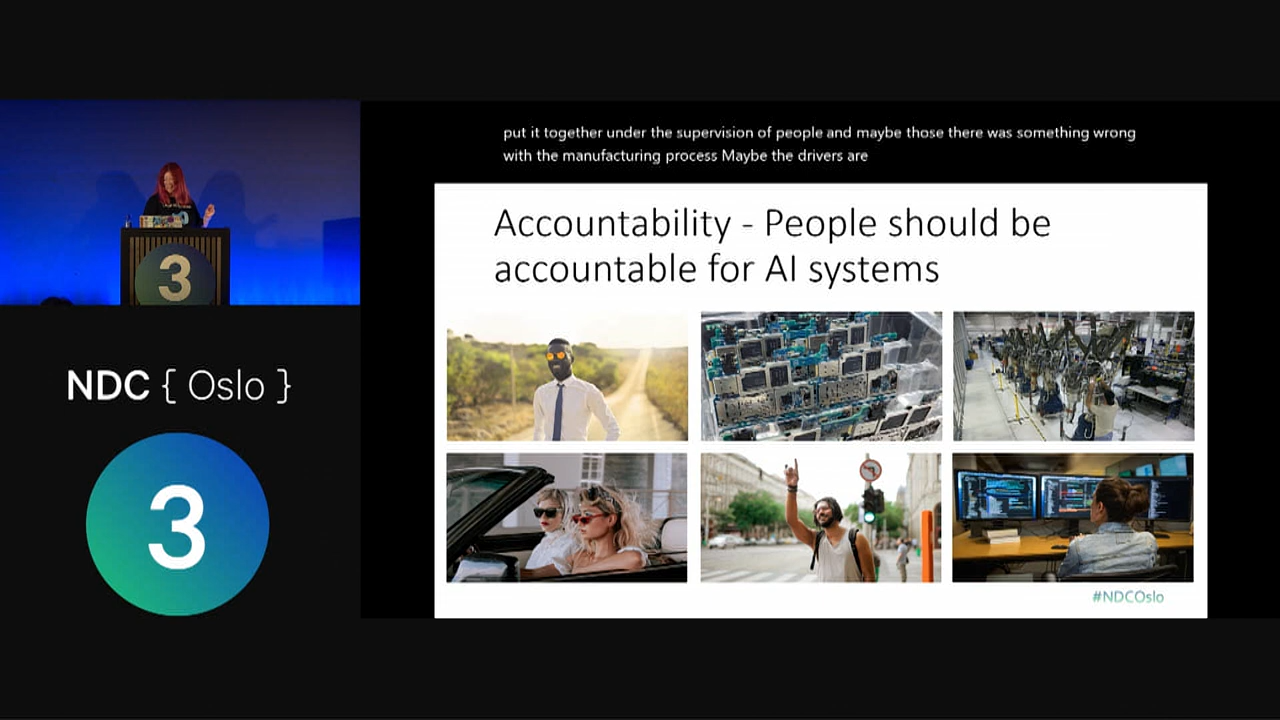 put it together under the supervision of people and maybe those there was something wrong
with the manufacturing process Maybe the drivers are
Accountability - People should be
accountable for AI systems
3
NDC { Oslo }
3
#NDCOslo